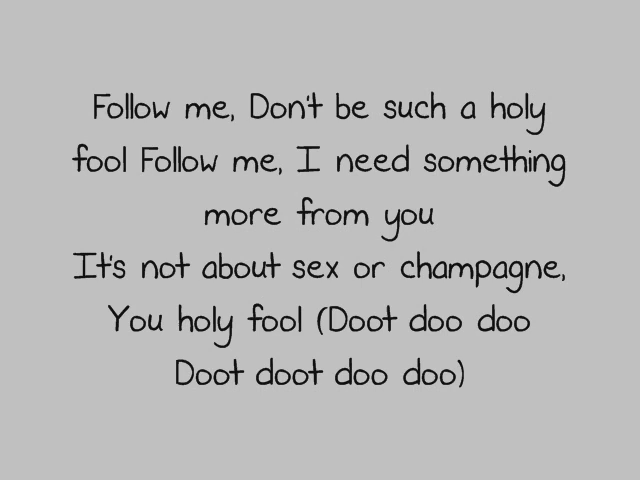 Follow me, Don't be such a holy
fool Follow me, I need something
more from you
It's not about sex or champagne,
You holy fool (Doot doo doo
Doot doot doo doo)